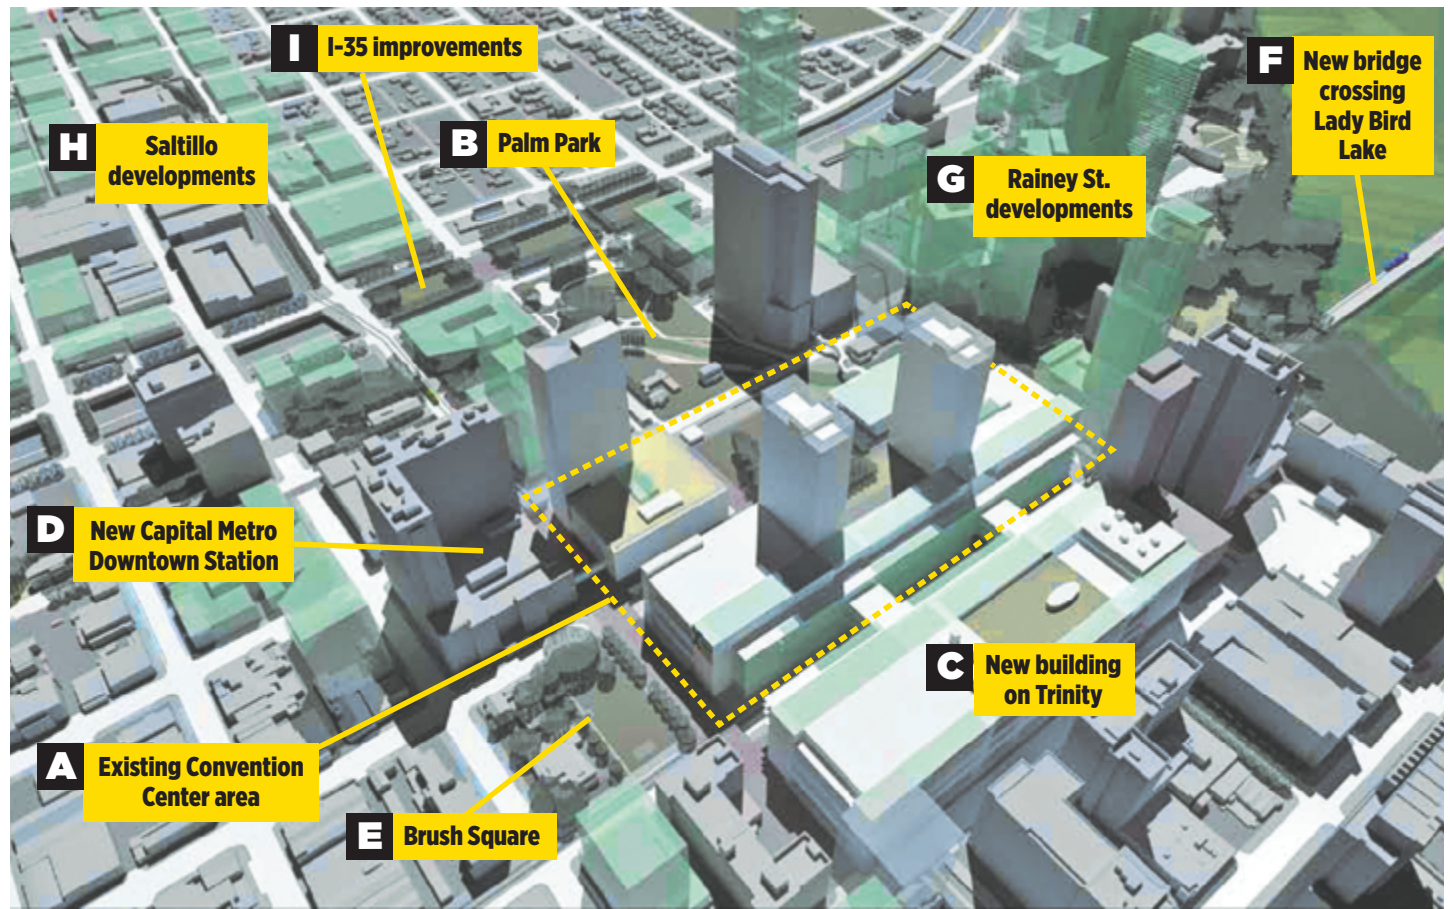 I
I-35 improvements
F
New bridge
crossing
Lady Bird
Lake
H
Saltillo
developments
B
Palm Park
G
Rainey St.
developments
D
New Capital Metro
Downtown Station
C
New building
on Trinity
A
Existing Convention
Center area
E
Brush Square